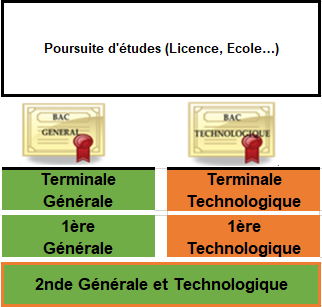 Poursuite d'études (Licence, Ecole…)
BAC
GENERAL
BAC
TECHNOLOGIQUE
Terminale
Générale
Terminale
Technologique
1ère
Générale
1ère
Technologique
2nde Générale et Technologique